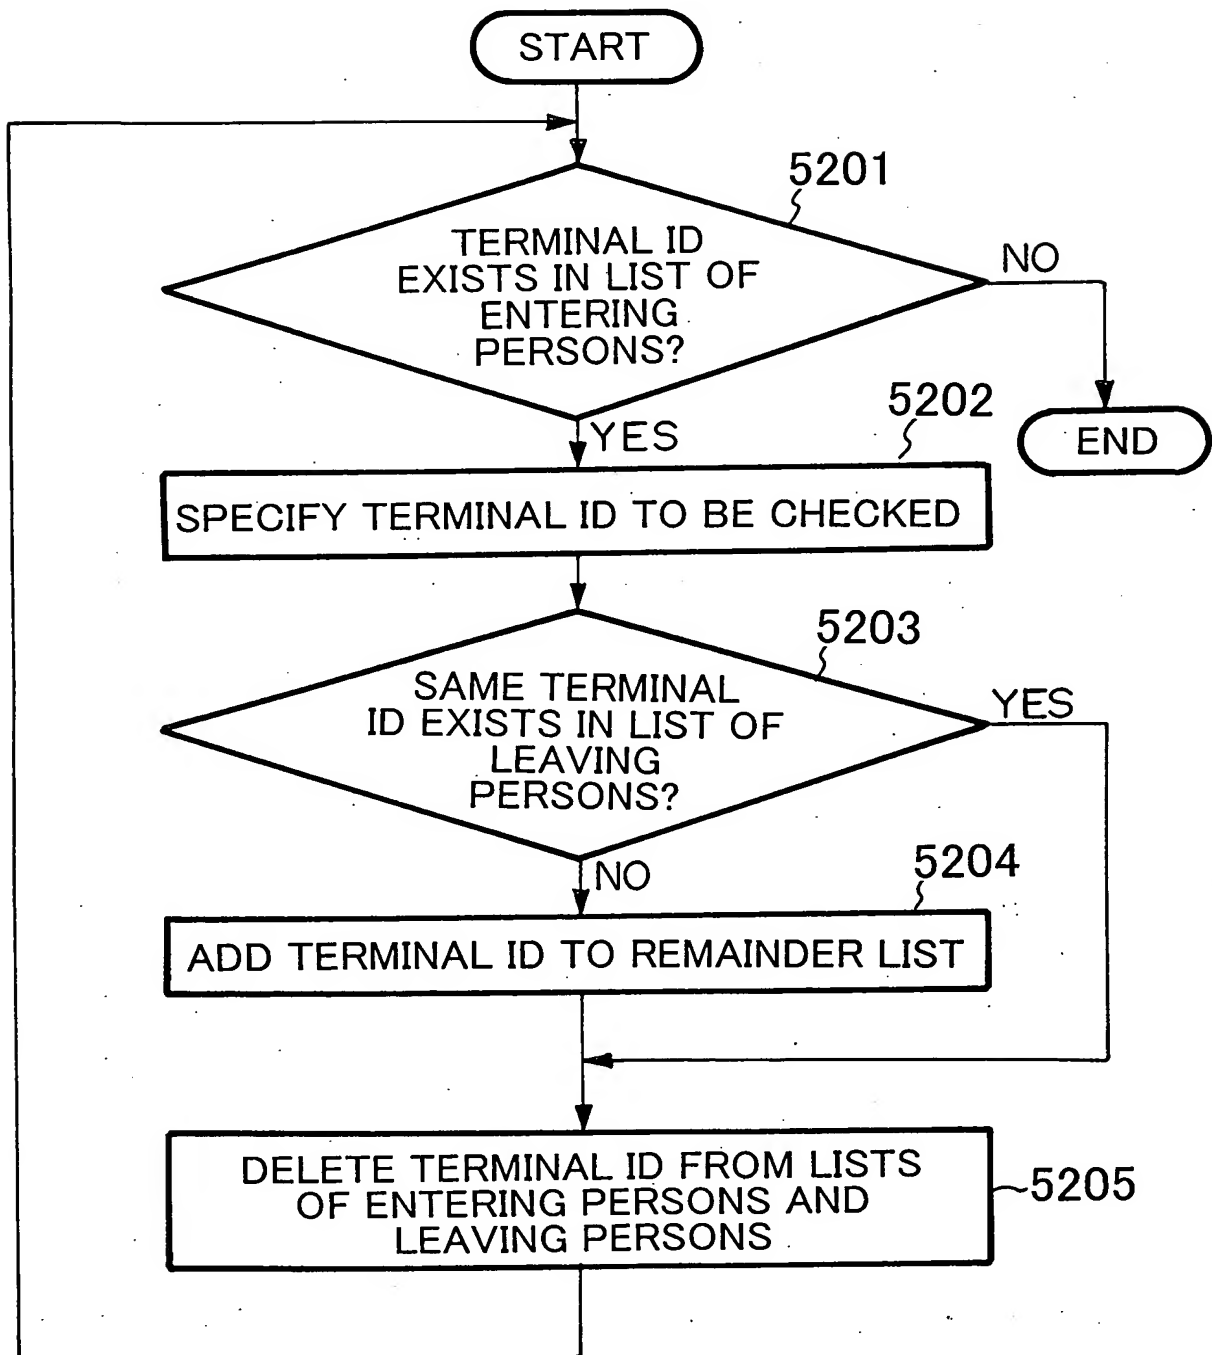 START
5201
TERMINAL ID
EXISTS IN LIST OF
ENTERING
PERSONS?
NO
END
YES
5202
SPECIFY TERMINAL ID TO BE CHECKED
5203
SAME TERMINAL
ID EXISTS IN LIST OF
LEAVING
PERSONS?
YES
NO
5204
ADD TERMINAL ID TO REMAINDER LIST
DELETE TERMINAL ID FROM LISTS
OF ENTERING PERSONS AND
LEAVING PERSONS
5205